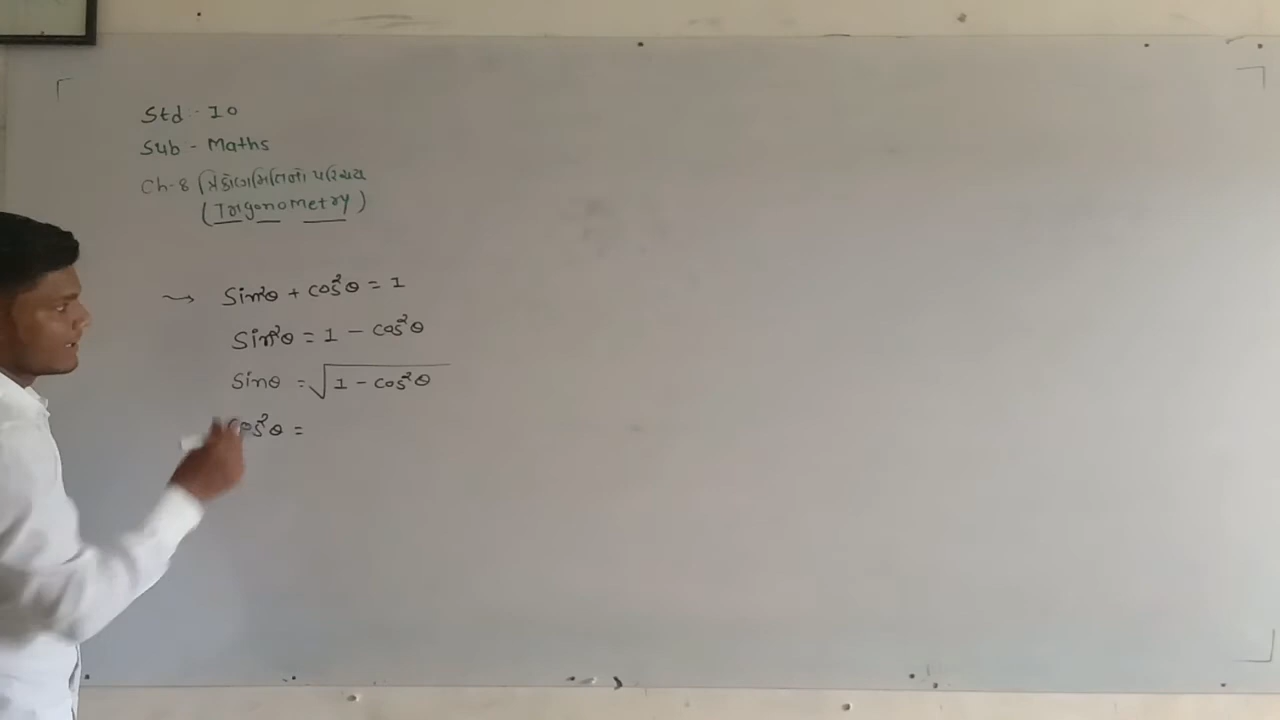 Std :- 10
Sub - Maths
Ch-8 ત્રિકોણમિતિનો પરિચય
(Trigonometry)
→ Sin²θ + cos²θ = 1
Sin²θ = 1 - cos²θ
Sinθ = √1 - cos²θ
cos²θ =